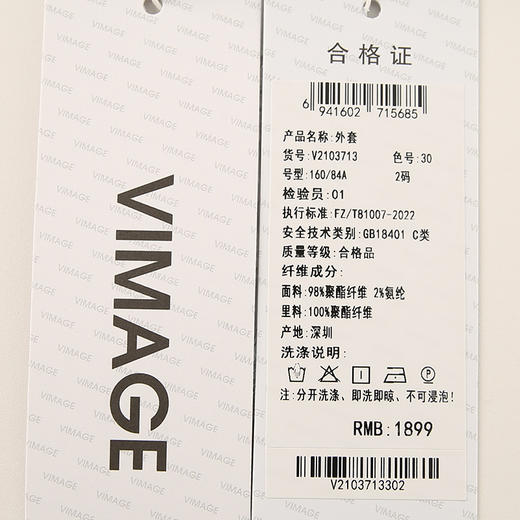 VIMAGE
合格证
6 941602 715685
产品名称:外套
货号:V2103713 色号:30
号型:160/84A 2码
检验员:01
执行标准:FZ/T81007-2022
安全技术类别:GB18401 C类
质量等级:合格品
纤维成分:
面料:98%聚酯纤维 2%氨纶
里料:100%聚酯纤维
产地:深圳
洗涤说明:
注:分开洗涤、即洗即晾、不可浸泡!
RMB:1899
V2103713302